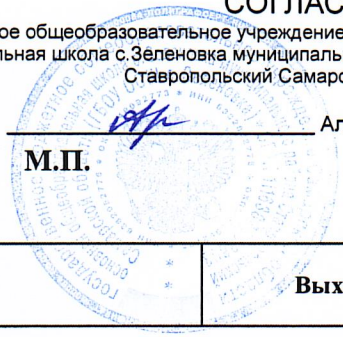 СОГЛАС
ое общеобразовательное учреждение
льная школа с.Зеленовка муниципаль
Ставропольский Самаро
Ал
М.П.
Вых